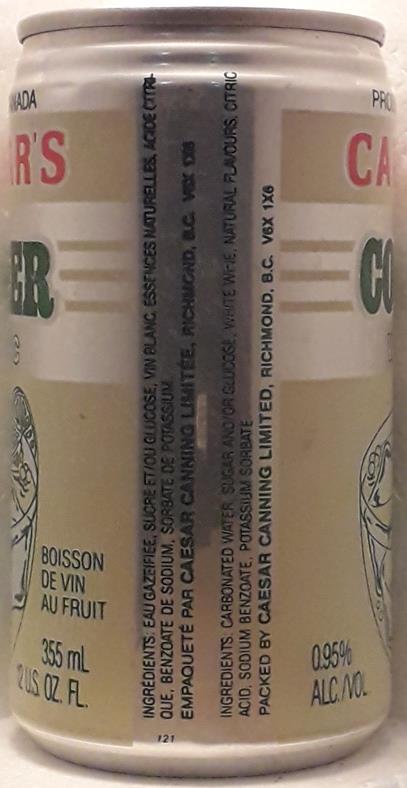 NADA
R'S
ER
BOISSON
DE VIN
AU FRUIT
355 mL
12 U.S. OZ. FL.
INGRÉDIENTS: EAU GAZÉIFIÉE, SUCRE ET/OU GLUCOSE, VIN BLANC, ESSENCES NATURELLES, ACIDE CITRI-
QUE, BENZOATE DE SODIUM, SORBATE DE POTASSIUM.
EMPAQUETÉ PAR CAESAR CANNING LIMITÉE, RICHMOND, B.C. V6X 1X6
INGREDIENTS: CARBONATED WATER, SUGAR AND/OR GLUCOSE, WHITE WINE, NATURAL FLAVOURS, CITRIC
ACID, SODIUM BENZOATE, POTASSIUM SORBATE
PACKED BY CAESAR CANNING LIMITED, RICHMOND, B.C. V6X 1X6
121
PRO
CA
CO
0.95%
ALC./VOL.